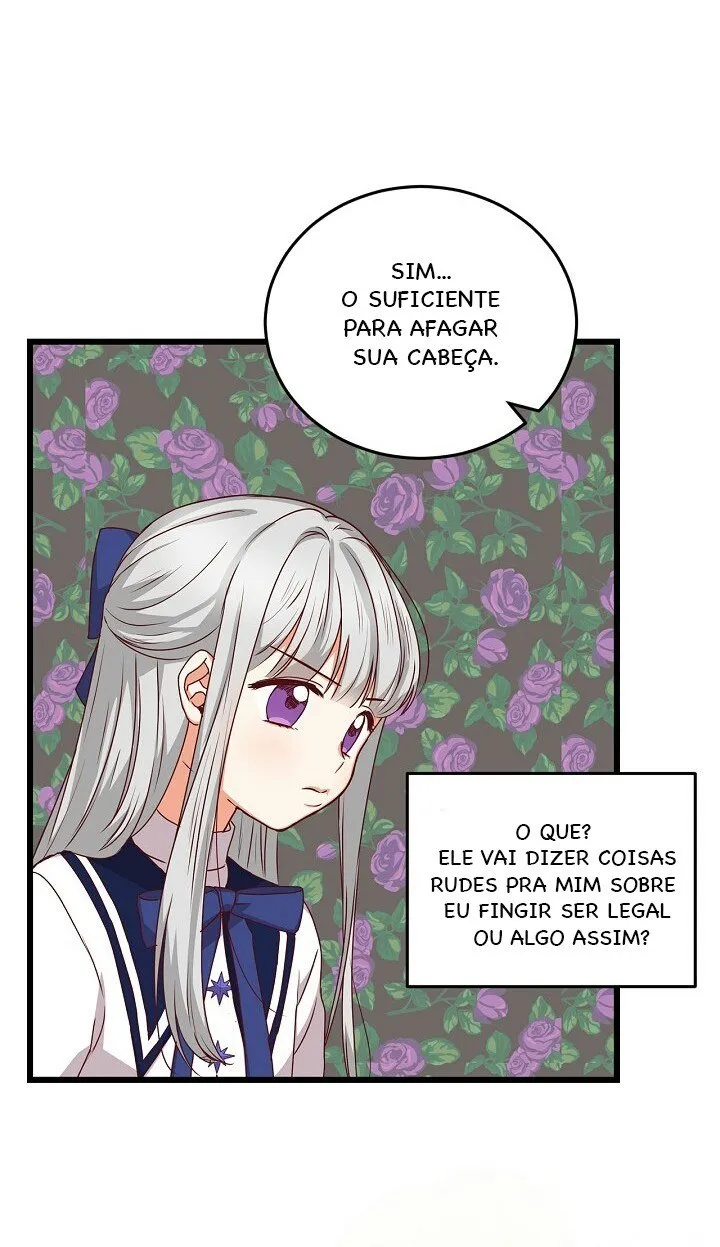 SIM...
O SUFICIENTE
PARA AFAGAR
SUA CABEÇA.
O QUE?
ELE VAI DIZER COISAS
RUDES PRA MIM SOBRE
EU FINGIR SER LEGAL
OU ALGO ASSIM?